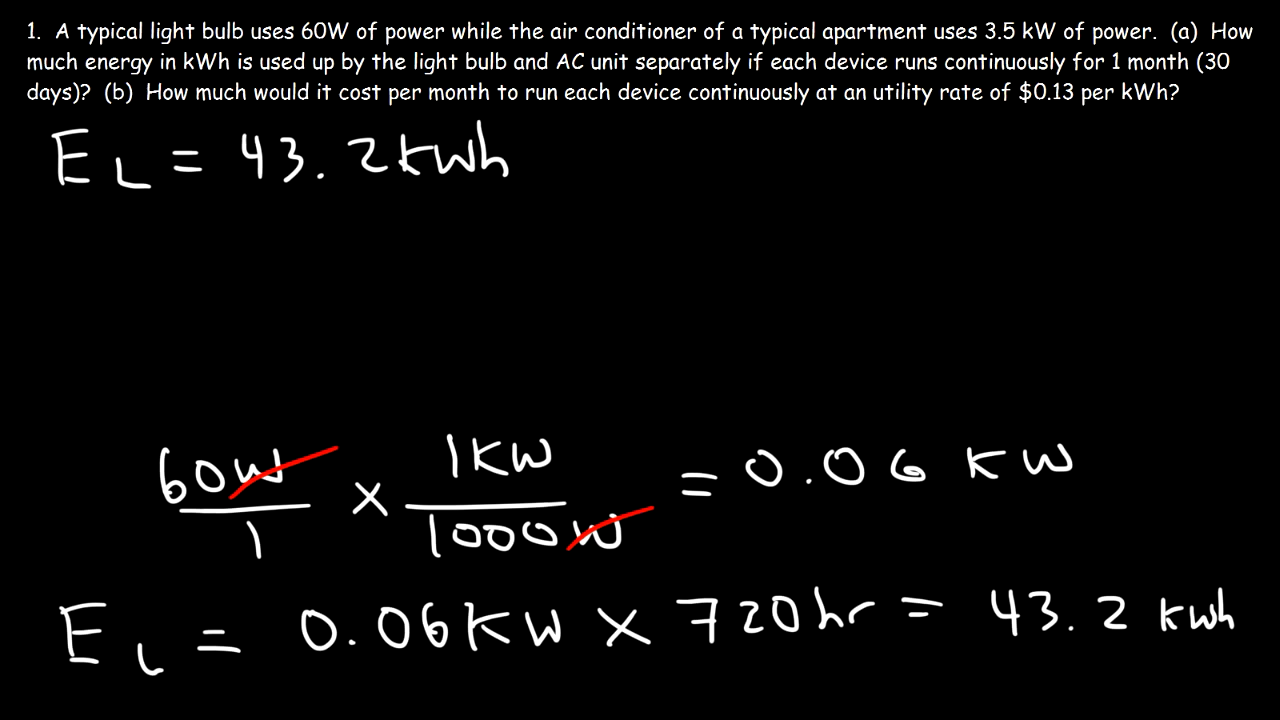 1. A typical light bulb uses 60W of power while the air conditioner of a typical apartment uses 3.5 kW of power. (a) How
much energy in kWh is used up by the light bulb and AC unit separately if each device runs continuously for 1 month (30
days)? (b) How much would it cost per month to run each device continuously at an utility rate of $0.13 per kWh?
EL = 43.2 kWh
60W/1 × 1KW/1000W = 0.06 KW
EL = 0.06KW × 720hr = 43.2 kWh